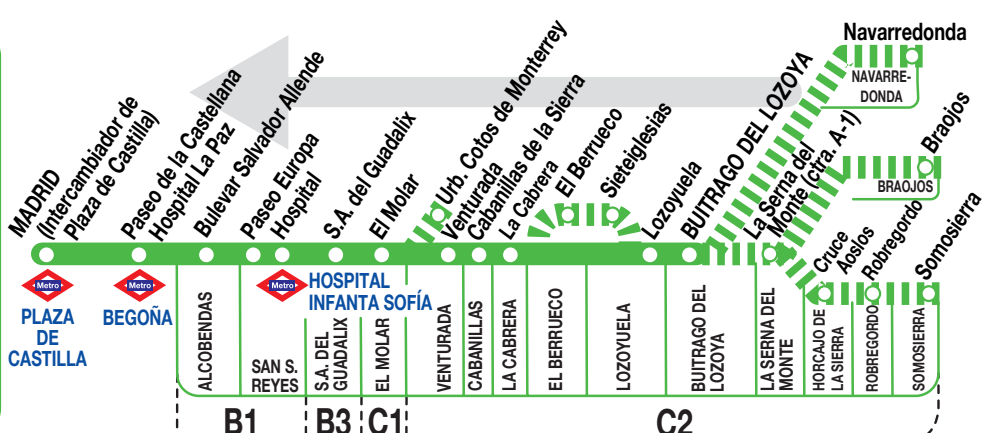 MADRID
(Intercambiador de
Plaza de Castilla)
Paseo de la Castellana
Hospital La Paz
Bulevar Salvador Allende
Paseo Europa
Hospital
S.A. del Guadalix
El Molar
Urb. Cotos de Monterrey
Venturada
Cabanillas de la Sierra
La Cabrera
El Berrueco
Sieteiglesias
Lozoyuela
BUITRAGO DEL LOZOYA
La Serna del
Monte (ctra. A-1)
Navarredonda
NAVARRE-
DONDA
Braojos
BRAOJOS
Cruce
Aoslos
Robregordo
Somosierra
Metro
PLAZA
DE
CASTILLA
Metro
BEGOÑA
Metro
HOSPITAL
INFANTA SOFÍA
ALCOBENDAS
SAN S.
REYES
S.A. DEL
GUADALIX
EL MOLAR
VENTURADA
CABANILLAS
LA CABRERA
EL BERRUECO
LOZOYUELA
BUITRAGO DEL
LOZOYA
LA SERNA DEL
MONTE
HORCAJO DE
LA SIERRA
ROBREGORDO
SOMOSIERRA
B1
B3
C1
C2